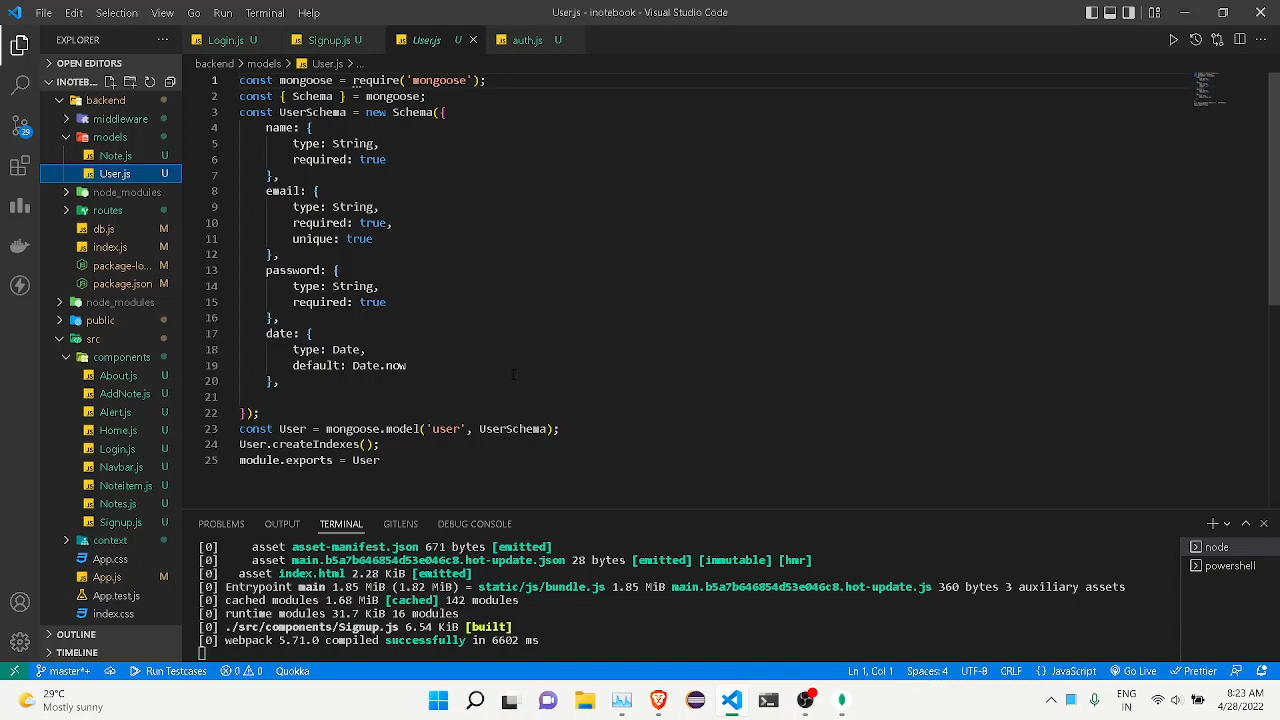 File Edit Selection View Go Run Terminal Help
User.js - inotebook - Visual Studio Code
EXPLORER
OPEN EDITORS
INOTEB...
backend
middleware
models
Note.js U
User.js U
node_modules
routes
db.js M
index.js M
package-lo... M
package.json M
node_modules
public
src
components
About.js U
AddNote.js U
Alert.js U
Home.js U
Login.js U
Navbar.js U
Noteitem.js U
Notes.js U
Signup.js U
context
App.css
App.js M
App.test.js
index.css
OUTLINE
TIMELINE
29
Login.js U Signup.js U User.js U auth.js U
backend > models > User.js > ...
1 const mongoose = require('mongoose');
2 const { Schema } = mongoose;
3 const UserSchema = new Schema({
4 name: {
5 type: String,
6 required: true
7 },
8 email: {
9 type: String,
10 required: true,
11 unique: true
12 },
13 password: {
14 type: String,
15 required: true
16 },
17 date: {
18 type: Date,
19 default: Date.now
20 },
21
22 });
23 const User = mongoose.model('user', UserSchema);
24 User.createIndexes();
25 module.exports = User
PROBLEMS OUTPUT TERMINAL GITLENS DEBUG CONSOLE
[0] asset asset-manifest.json 671 bytes [emitted]
[0] asset main.b5a7b646854d53e046c8.hot-update.json 28 bytes [emitted] [immutable] [hmr]
[0] asset index.html 2.28 KiB [emitted]
[0] Entrypoint main 1.85 MiB (1.82 MiB) = static/js/bundle.js 1.85 MiB main.b5a7b646854d53e046c8.hot-update.js 360 bytes 3 auxiliary assets
[0] cached modules 1.68 MiB [cached] 142 modules
[0] runtime modules 31.7 KiB 16 modules
[0] ./src/components/Signup.js 6.54 KiB [built]
[0] webpack 5.71.0 compiled successfully in 6602 ms
node
powershell
master*+ Run Testcases 0 0 Quokka
Ln 1, Col 1 Spaces: 4 UTF-8 CRLF {} JavaScript Go Live Prettier
29°C
Mostly sunny
ENG
IN
8:23 AM
4/28/2022